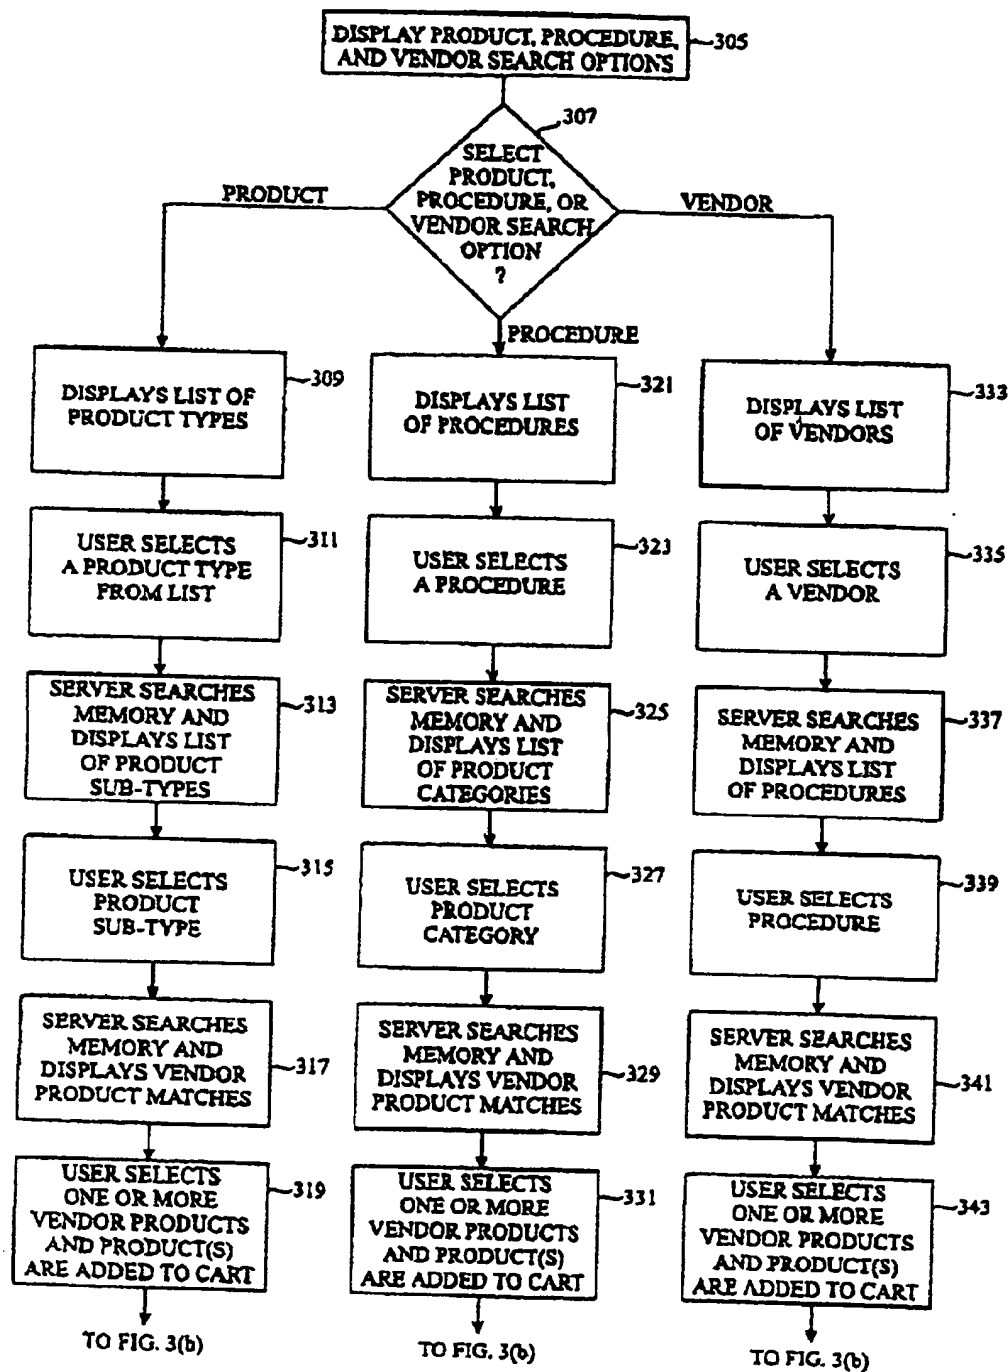 DISPLAY PRODUCT, PROCEDURE,
AND VENDOR SEARCH OPTIONS
305
307
SELECT
PRODUCT,
PROCEDURE, OR
VENDOR SEARCH
OPTION
?
PRODUCT
VENDOR
PROCEDURE
DISPLAYS LIST OF
PRODUCT TYPES
309
USER SELECTS
A PRODUCT TYPE
FROM LIST
311
SERVER SEARCHES
MEMORY AND
DISPLAYS LIST
OF PRODUCT
SUB-TYPES
313
USER SELECTS
PRODUCT
SUB-TYPE
315
SERVER SEARCHES
MEMORY AND
DISPLAYS VENDOR
PRODUCT MATCHES
317
USER SELECTS
ONE OR MORE
VENDOR PRODUCTS
AND PRODUCT(S)
ARE ADDED TO CART
319
TO FIG. 3(b)
DISPLAYS LIST
OF PROCEDURES
321
USER SELECTS
A PROCEDURE
323
SERVER SEARCHES
MEMORY AND
DISPLAYS LIST
OF PRODUCT
CATEGORIES
325
USER SELECTS
PRODUCT
CATEGORY
327
SERVER SEARCHES
MEMORY AND
DISPLAYS VENDOR
PRODUCT MATCHES
329
USER SELECTS
ONE OR MORE
VENDOR PRODUCTS
AND PRODUCT(S)
ARE ADDED TO CART
331
TO FIG. 3(b)
DISPLAYS LIST
OF VENDORS
333
USER SELECTS
A VENDOR
335
SERVER SEARCHES
MEMORY AND
DISPLAYS LIST
OF PROCEDURES
337
USER SELECTS
PROCEDURE
339
SERVER SEARCHES
MEMORY AND
DISPLAYS VENDOR
PRODUCT MATCHES
341
USER SELECTS
ONE OR MORE
VENDOR PRODUCTS
AND PRODUCT(S)
ARE ADDED TO CART
343
TO FIG. 3(b)